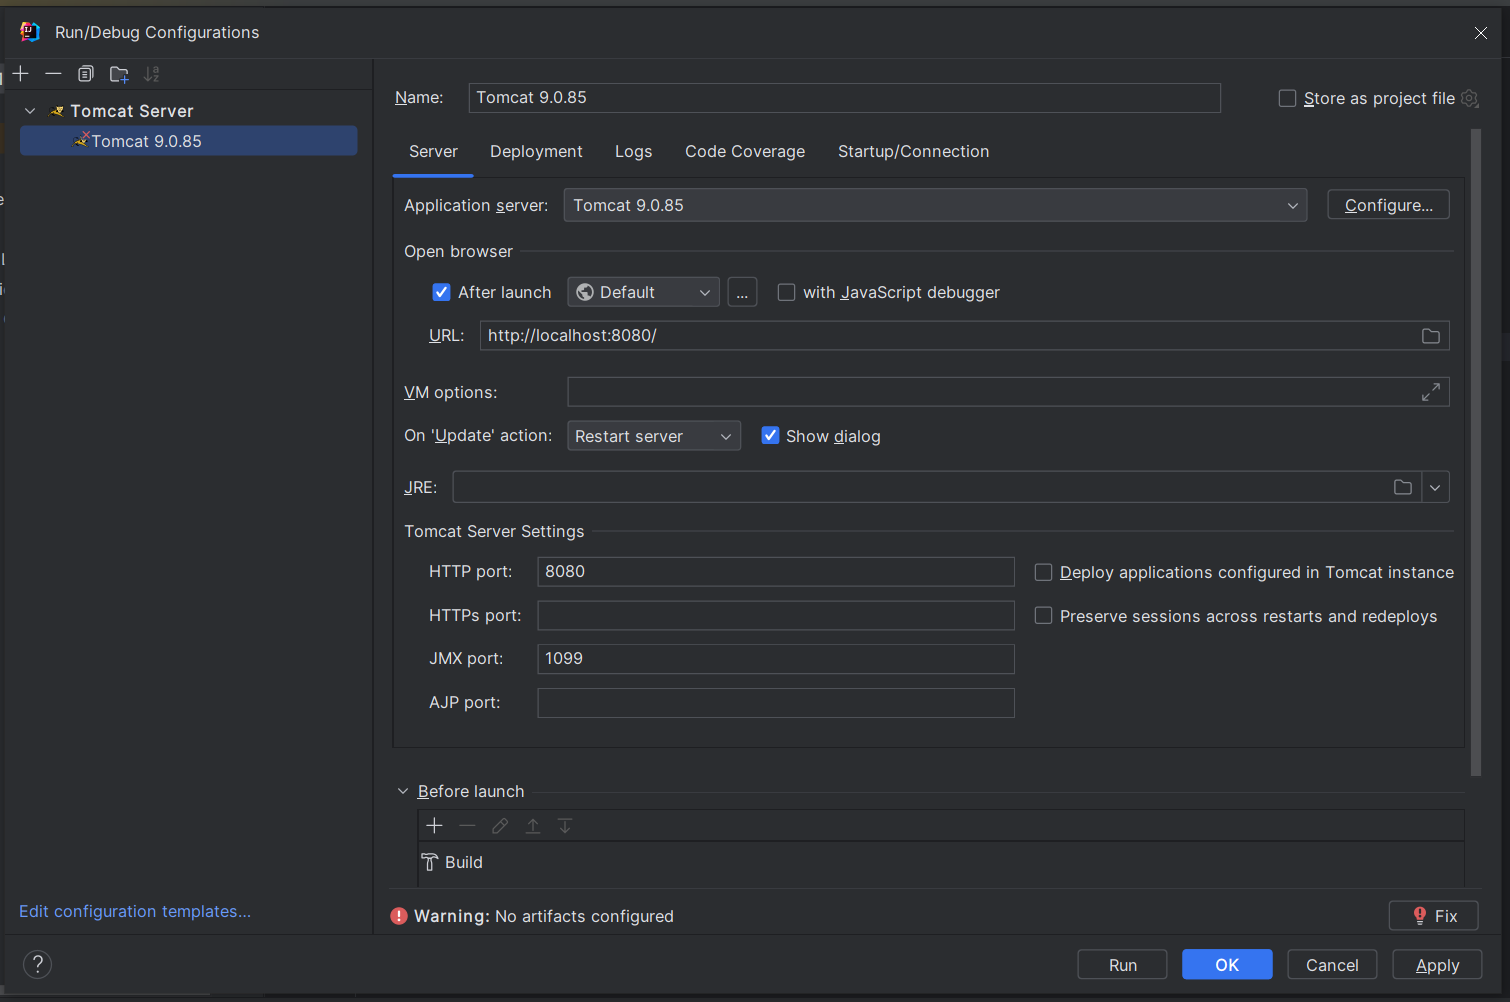 Run/Debug Configurations
Tomcat Server
Tomcat 9.0.85
Edit configuration templates...
Name: Tomcat 9.0.85 Store as project file
Server Deployment Logs Code Coverage Startup/Connection
Application server: Tomcat 9.0.85 Configure...
Open browser
After launch Default ... with JavaScript debugger
URL: http://localhost:8080/
VM options:
On 'Update' action: Restart server Show dialog
JRE:
Tomcat Server Settings
HTTP port: 8080 Deploy applications configured in Tomcat instance
HTTPs port: Preserve sessions across restarts and redeploys
JMX port: 1099
AJP port:
Before launch
Build
Warning: No artifacts configured Fix
? Run OK Cancel Apply